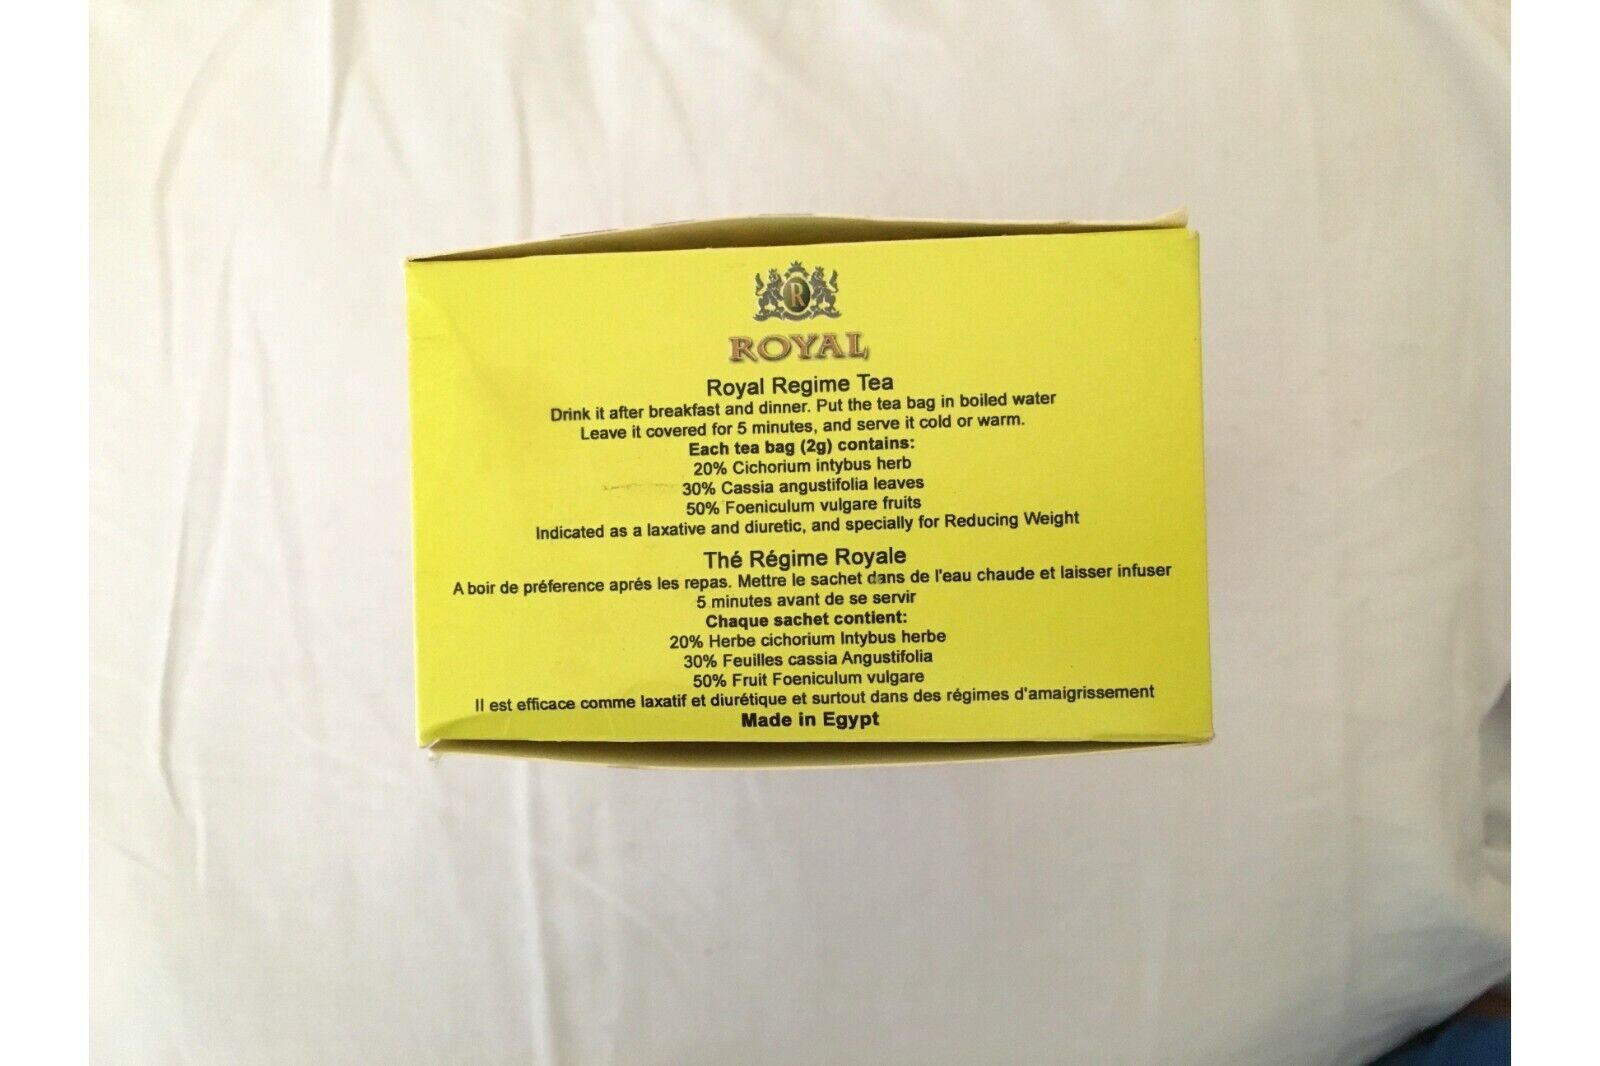 R
ROYAL
Royal Regime Tea
Drink it after breakfast and dinner. Put the tea bag in boiled water
Leave it covered for 5 minutes, and serve it cold or warm.
Each tea bag (2g) contains:
20% Cichorium intybus herb
30% Cassia angustifolia leaves
50% Foeniculum vulgare fruits
Indicated as a laxative and diuretic, and specially for Reducing Weight
Thé Régime Royale
A boir de préference aprés les repas. Mettre le sachet dans de l'eau chaude et laisser infuser
5 minutes avant de se servir
Chaque sachet contient:
20% Herbe cichorium Intybus herbe
30% Feuilles cassia Angustifolia
50% Fruit Foeniculum vulgare
Il est efficace comme laxatif et diurétique et surtout dans des régimes d'amaigrissement
Made in Egypt